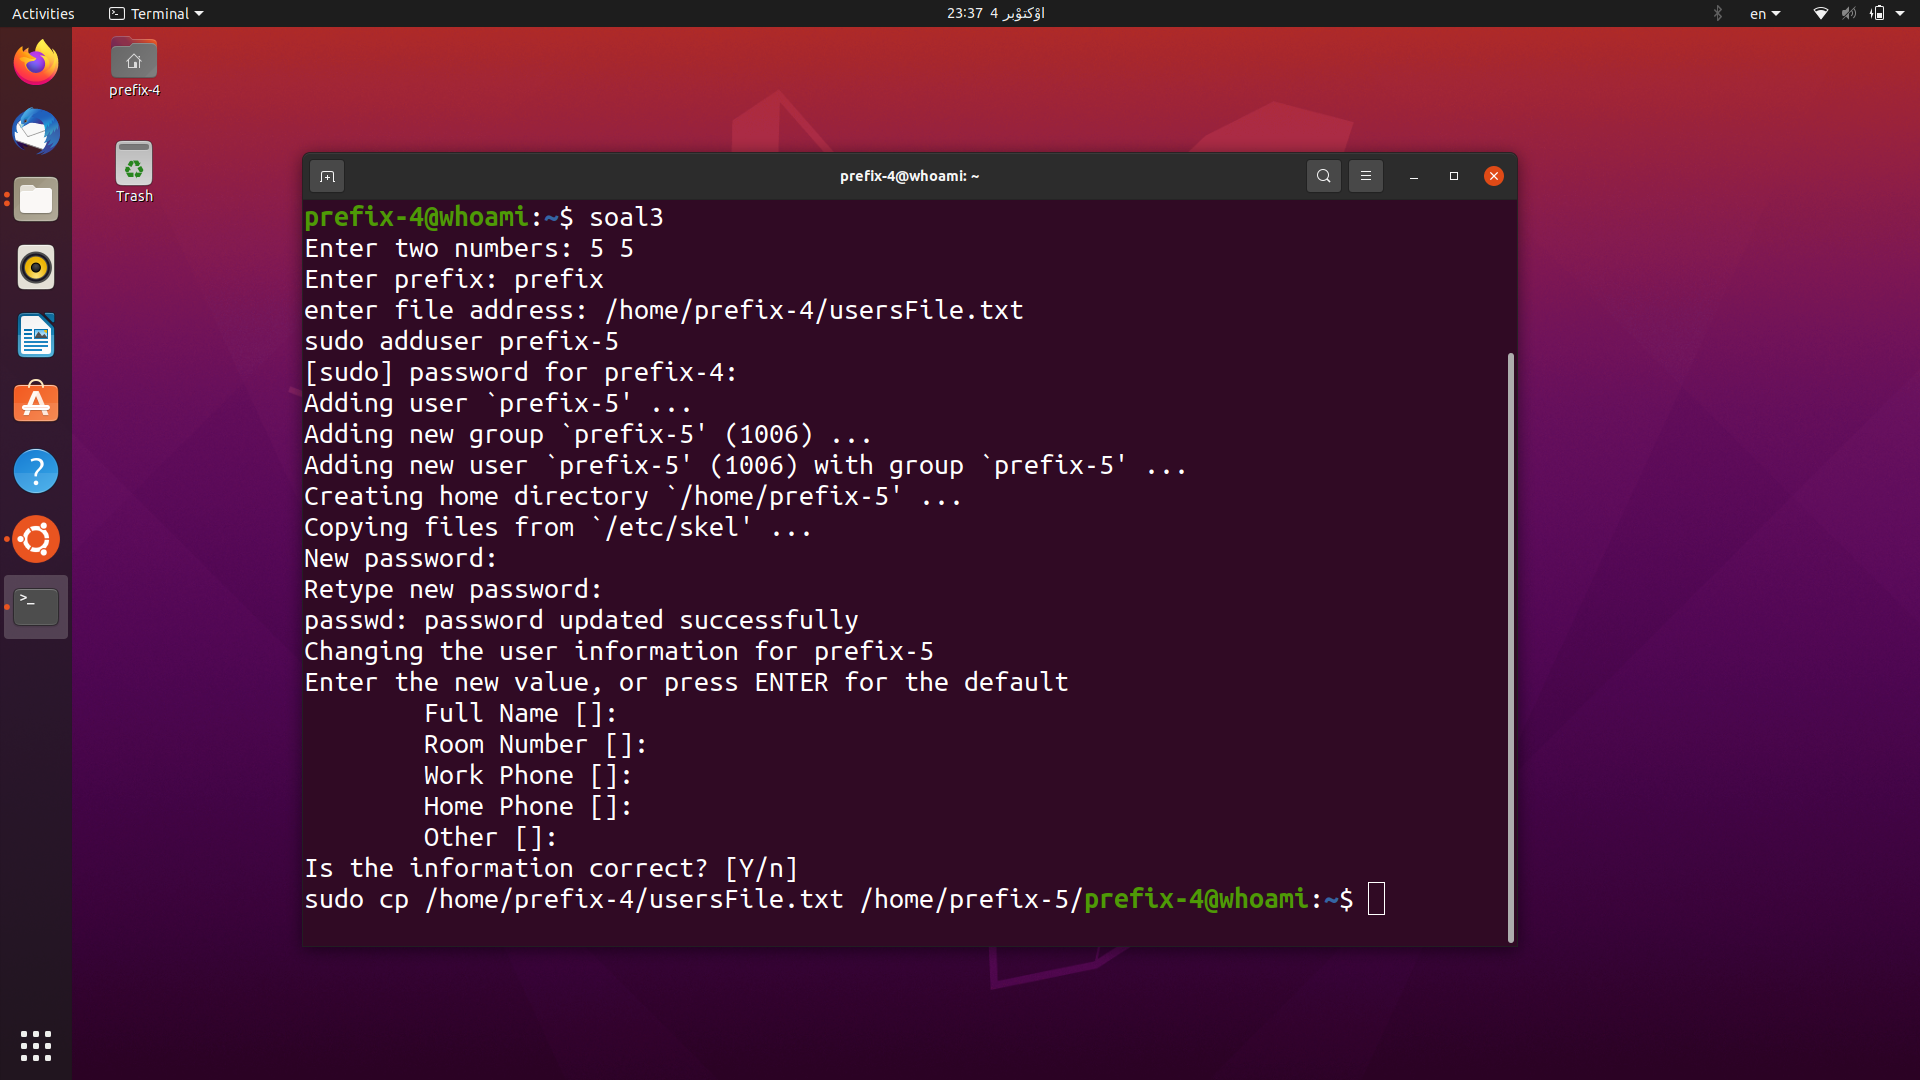 Activities
Terminal
اؤکتوْبر 4 23:37
en
prefix-4
Trash
prefix-4@whoami: ~
prefix-4@whoami:~$ soal3
Enter two numbers: 5 5
Enter prefix: prefix
enter file address: /home/prefix-4/usersFile.txt
sudo adduser prefix-5
[sudo] password for prefix-4:
Adding user `prefix-5' ...
Adding new group `prefix-5' (1006) ...
Adding new user `prefix-5' (1006) with group `prefix-5' ...
Creating home directory `/home/prefix-5' ...
Copying files from `/etc/skel' ...
New password:
Retype new password:
passwd: password updated successfully
Changing the user information for prefix-5
Enter the new value, or press ENTER for the default
Full Name []:
Room Number []:
Work Phone []:
Home Phone []:
Other []:
Is the information correct? [Y/n]
sudo cp /home/prefix-4/usersFile.txt /home/prefix-5/prefix-4@whoami:~$